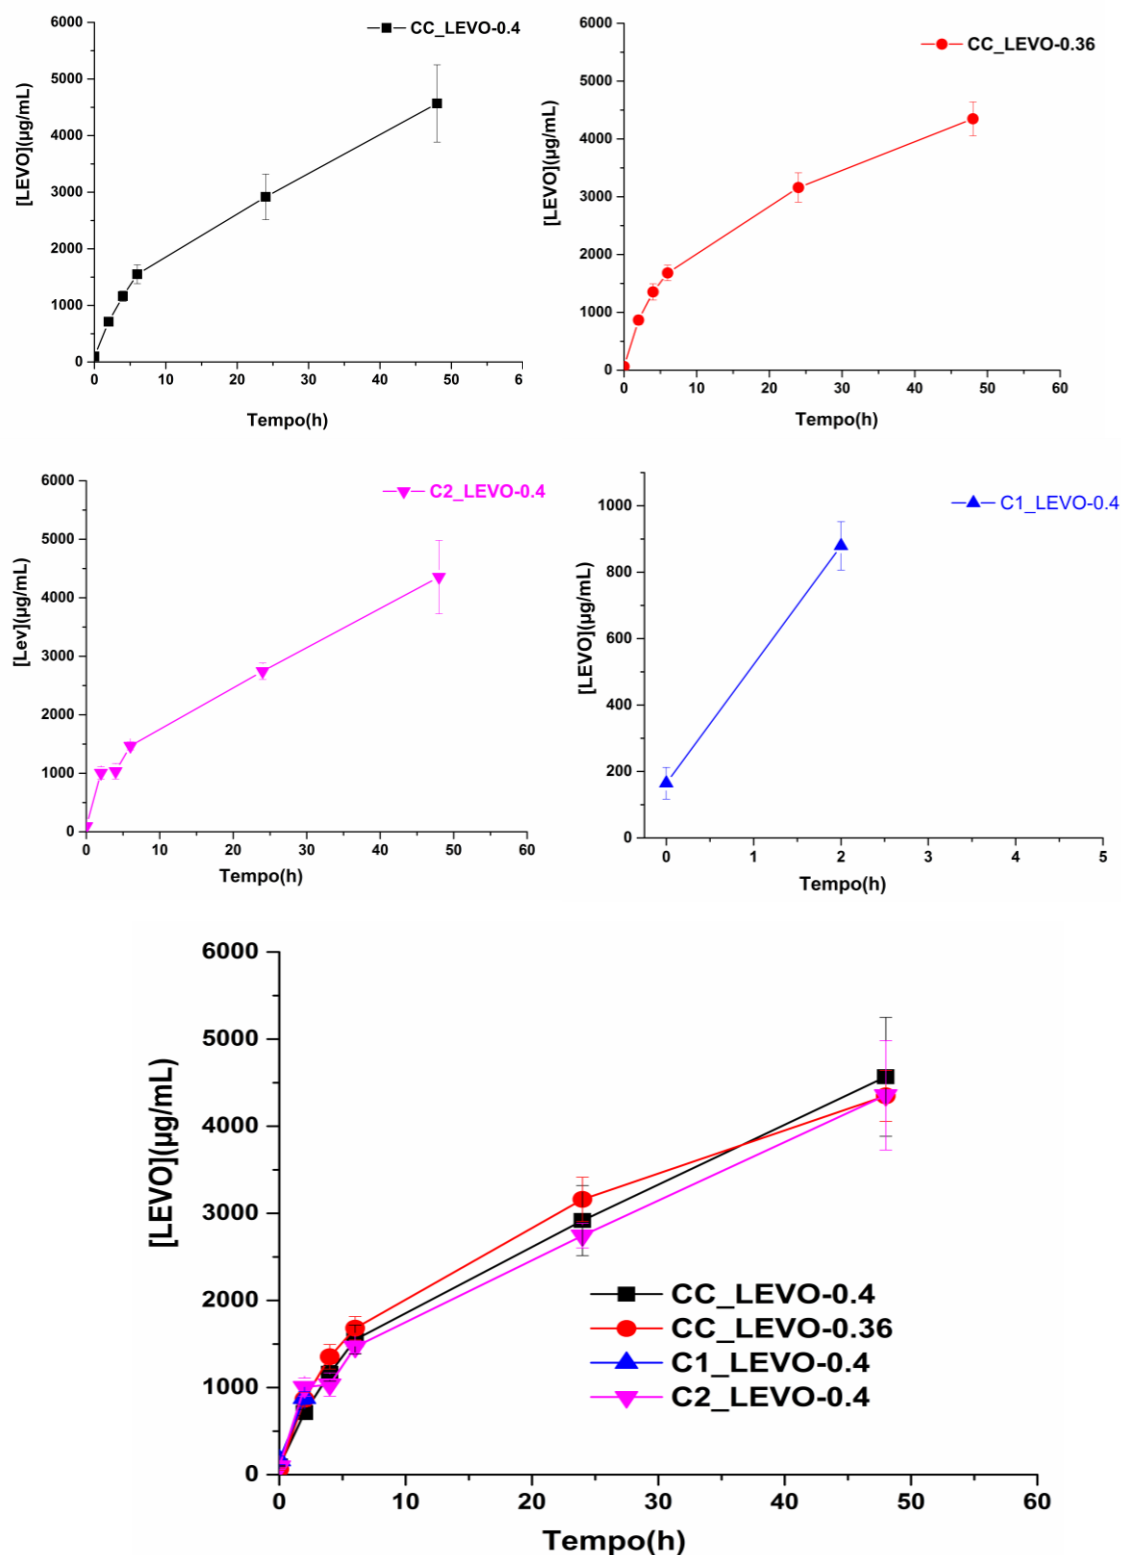 CC_LEVO-0.4
6000
5000
4000
3000
2000
1000
0
[LEVO](µg/mL)
0 10 20 30 40 50 6
Tempo(h)
CC_LEVO-0.36
6000
5000
4000
3000
2000
1000
0
[LEVO](µg/mL)
0 10 20 30 40 50 60
Tempo(h)
C2_LEVO-0.4
6000
5000
4000
3000
2000
1000
0
[Lev](µg/mL)
0 10 20 30 40 50 60
Tempo(h)
C1_LEVO-0.4
1000
800
600
400
200
0
[LEVO](µg/mL)
0 1 2 3 4 5
Tempo(h)
6000
5000
4000
3000
2000
1000
0
[LEVO](µg/mL)
CC_LEVO-0.4
CC_LEVO-0.36
C1_LEVO-0.4
C2_LEVO-0.4
0 10 20 30 40 50 60
Tempo(h)